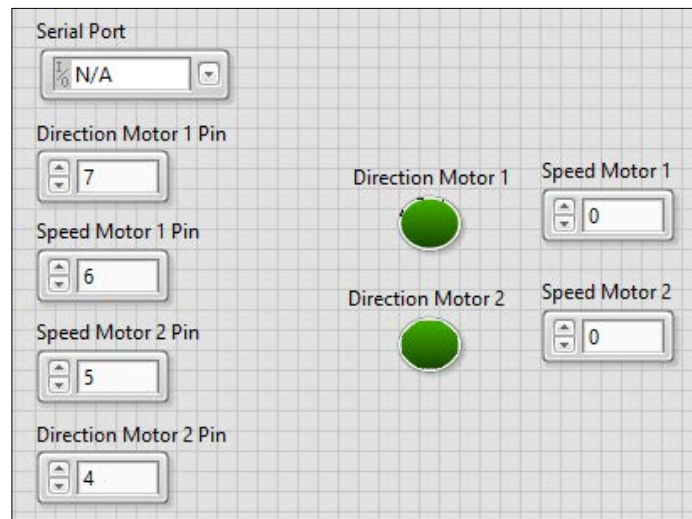 Serial Port
I/O N/A
Direction Motor 1 Pin
7
Speed Motor 1 Pin
6
Speed Motor 2 Pin
5
Direction Motor 2 Pin
4
Direction Motor 1
Speed Motor 1
0
Direction Motor 2
Speed Motor 2
0